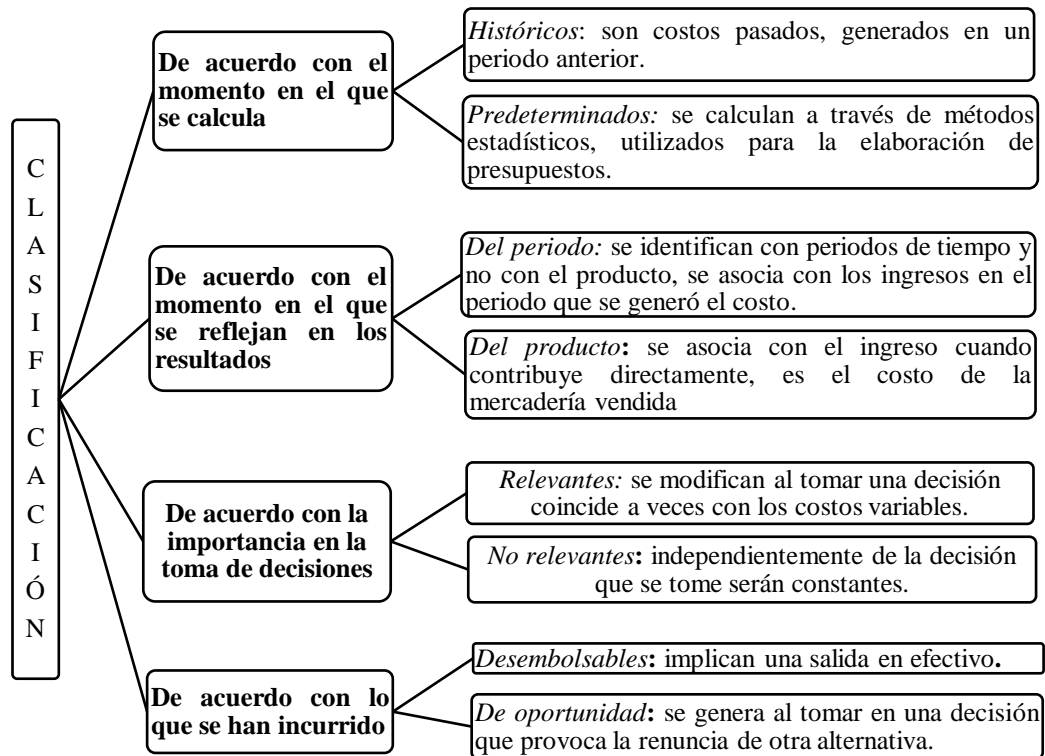 CLASIFICACIÓN
De acuerdo con el
momento en el que
se calcula
Históricos: son costos pasados, generados en un
periodo anterior.
Predeterminados: se calculan a través de métodos
estadísticos, utilizados para la elaboración de
presupuestos.
De acuerdo con el
momento en el que
se reflejan en los
resultados
Del periodo: se identifican con periodos de tiempo y
no con el producto, se asocia con los ingresos en el
periodo que se generó el costo.
Del producto: se asocia con el ingreso cuando
contribuye directamente, es el costo de la
mercadería vendida
De acuerdo con la
importancia en la
toma de decisiones
Relevantes: se modifican al tomar una decisión
coincide a veces con los costos variables.
No relevantes: independientemente de la decisión
que se tome serán constantes.
De acuerdo con lo
que se han incurrido
Desembolsables: implican una salida en efectivo.
De oportunidad: se genera al tomar en una decisión
que provoca la renuncia de otra alternativa.